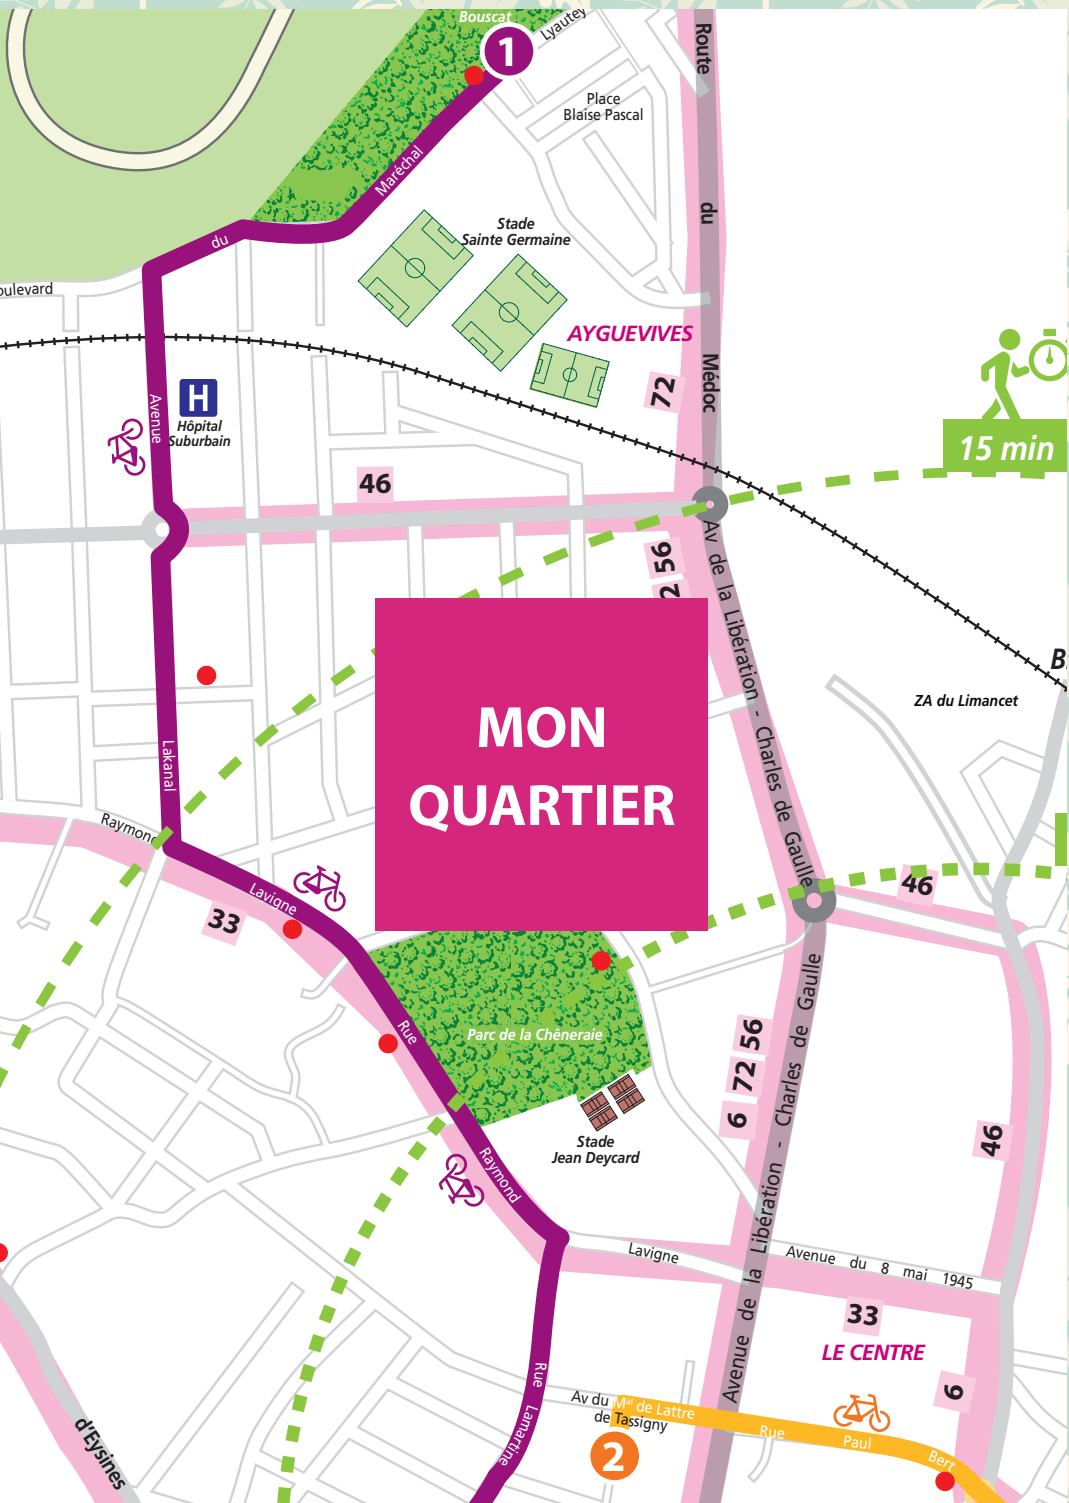 Bouscat
1
Lyautey
Route
Place
Blaise Pascal
Maréchal
du
du
Stade
Sainte Germaine
oulevard
AYGUEVIVES
72
Médoc
Avenue
H
Hôpital
Suburbain
15 min
46
56
Av de la Libération - Charles de Gaulle
ZA du Limancet
MON
QUARTIER
Lakanal
Raymond
Lavigne
33
46
Rue
Parc de la Chêneraie
6 72 56
Avenue de la Libération - Charles de Gaulle
46
Stade
Jean Deycard
Raymond
Lavigne
Avenue du 8 mai 1945
33
LE CENTRE
6
Rue
Lamartine
Av du Mal de Lattre
de Tassigny
2
Rue Paul Bert
d'Eysines